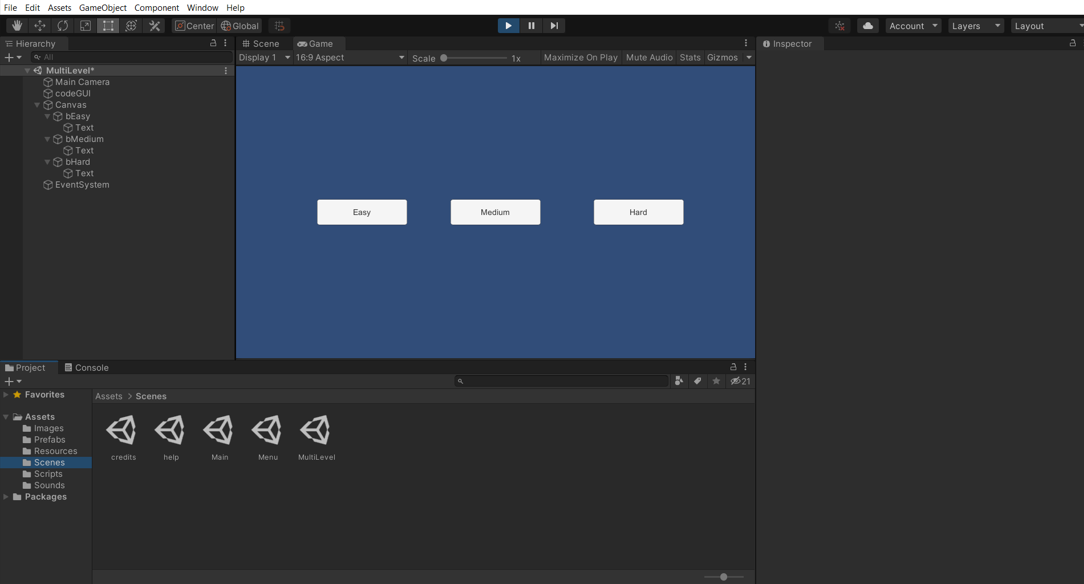 File Edit Assets GameObject Component Window Help
Center Global Account Layers Layout
Hierarchy
All
MultiLevel*
Main Camera
codeGUI
Canvas
bEasy
Text
bMedium
Text
bHard
Text
EventSystem
Scene Game
Display 1 16:9 Aspect Scale 1x Maximize On Play Mute Audio Stats Gizmos
Easy Medium Hard
Inspector
Project Console
21
Favorites
Assets
Images
Prefabs
Resources
Scenes
Scripts
Sounds
Packages
Assets > Scenes
credits help Main Menu MultiLevel